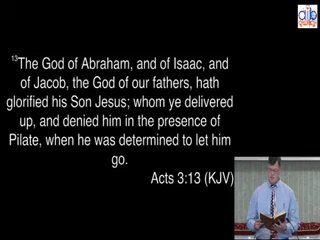 13The God of Abraham, and of Isaac, and
of Jacob, the God of our fathers, hath
glorified his Son Jesus; whom ye delivered
up, and denied him in the presence of
Pilate, when he was determined to let him
go.
Acts 3:13 (KJV)